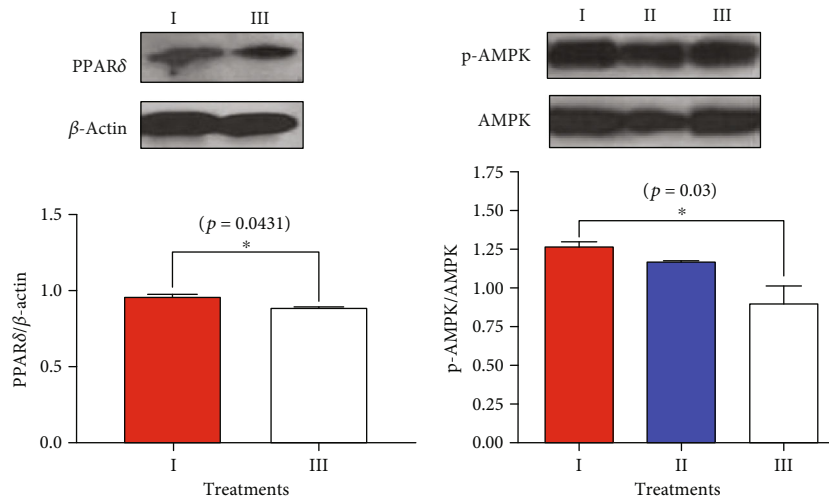 I III
PPARδ
β-Actin
(p = 0.0431)
*
1.5
1.0
0.5
0.0
PPARδ/β-actin
I III
Treatments
I II III
p-AMPK
AMPK
(p = 0.03)
*
1.75
1.50
1.25
1.00
0.75
0.50
0.25
0.00
p-AMPK/AMPK
I II III
Treatments